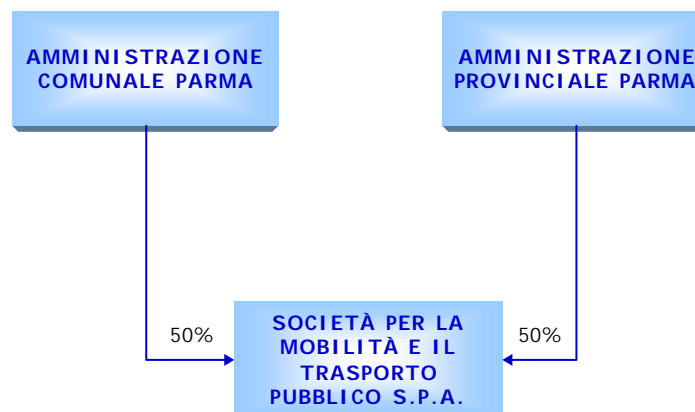 AMMINISTRAZIONE
COMUNALE PARMA
AMMINISTRAZIONE
PROVINCIALE PARMA
50%
50%
SOCIETÀ PER LA
MOBILITÀ E IL
TRASPORTO
PUBBLICO S.P.A.